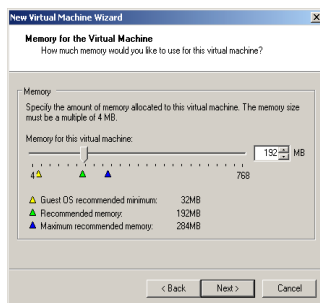 New Virtual Machine Wizard
Memory for the Virtual Machine
How much memory would you like to use for this virtual machine?
Memory
Specify the amount of memory allocated to this virtual machine. The memory size
must be a multiple of 4 MB.
Memory for this virtual machine:
192 MB
4 768
Guest OS recommended minimum: 32MB
Recommended memory: 192MB
Maximum recommended memory: 284MB
< Back Next > Cancel